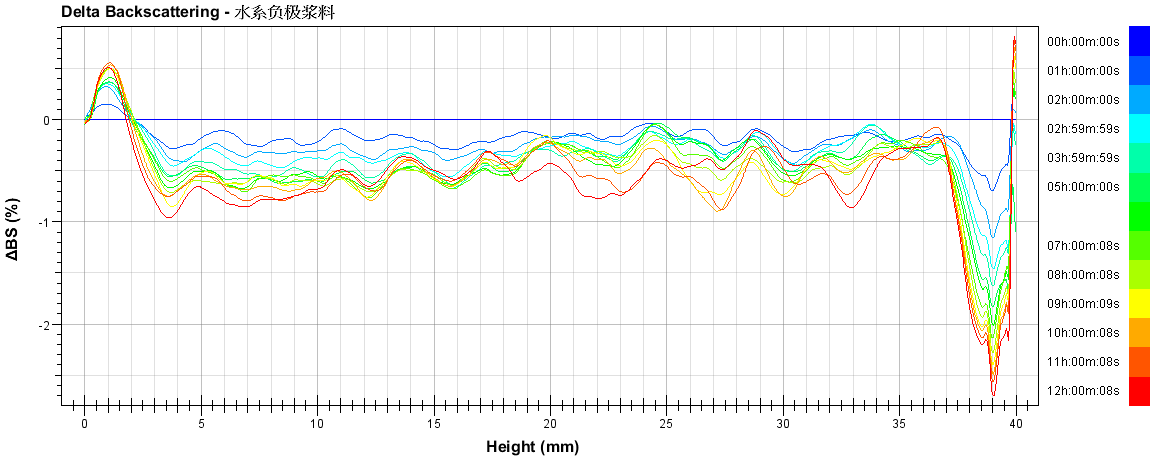 Delta Backscattering - 水系负极浆料
ΔBS (%)
0
-1
-2
0 5 10 15 20 25 30 35 40
Height (mm)
00h:00m:00s
01h:00m:00s
02h:00m:00s
02h:59m:59s
03h:59m:59s
05h:00m:00s
07h:00m:08s
08h:00m:08s
09h:00m:09s
10h:00m:08s
11h:00m:08s
12h:00m:08s